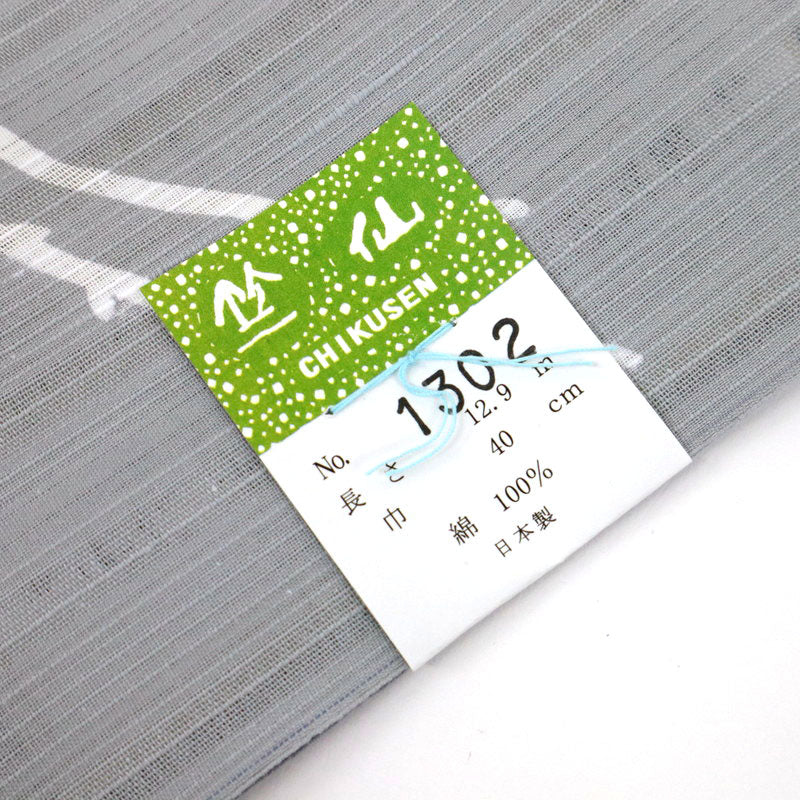 竺仙
CHIKUSEN
No. 1302
長さ 12.9 m
巾 40 cm
綿 100%
日本製